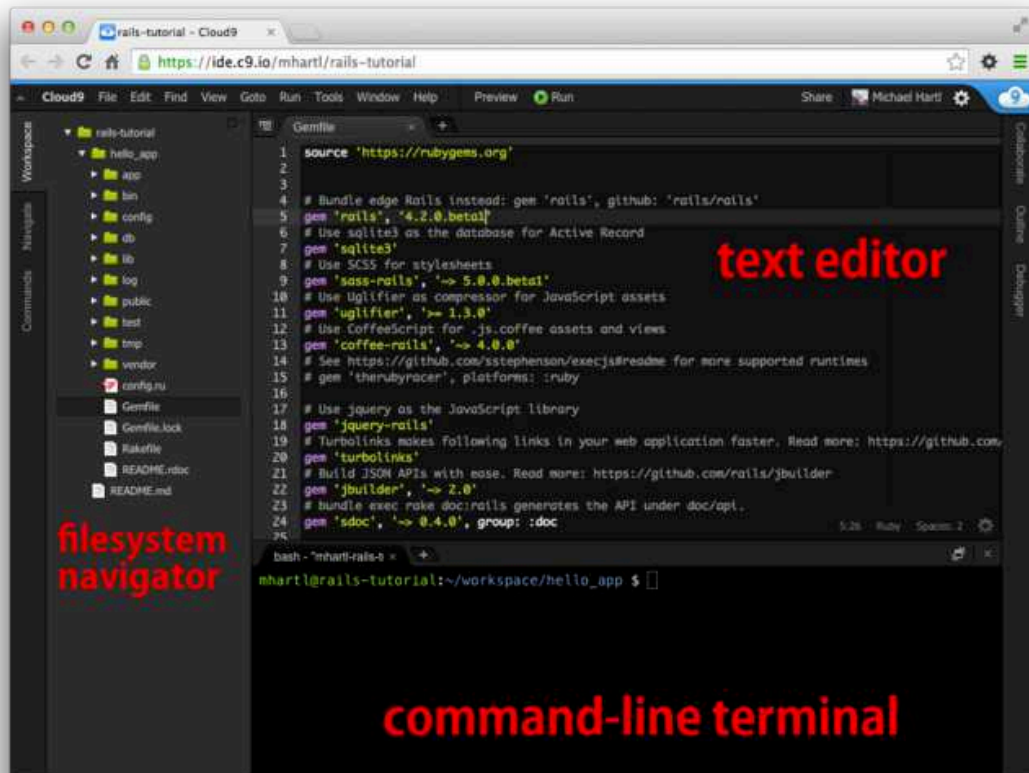 rails-tutorial - Cloud9
https://ide.c9.io/mhartl/rails-tutorial
Cloud9 File Edit Find View Goto Run Tools Window Help Preview Run Share Michael Hartl
Workspace
Navigate
Commands
rails-tutorial
hello_app
app
bin
config
db
lib
log
public
test
tmp
vendor
config.ru
Gemfile
Gemfile.lock
Rakefile
README.rdoc
README.md
filesystem
navigator
Gemfile
1 source 'https://rubygems.org'
2
3
4 # Bundle edge Rails instead: gem 'rails', github: 'rails/rails'
5 gem 'rails', '4.2.0.beta1'
6 # Use sqlite3 as the database for Active Record
7 gem 'sqlite3'
8 # Use SCSS for stylesheets
9 gem 'sass-rails', '~> 5.0.0.beta1'
10 # Use Uglifier as compressor for JavaScript assets
11 gem 'uglifier', '>= 1.3.0'
12 # Use CoffeeScript for .js.coffee assets and views
13 gem 'coffee-rails', '~> 4.0.0'
14 # See https://github.com/sstephenson/execjs#readme for more supported runtimes
15 # gem 'therubyracer', platforms: :ruby
16
17 # Use jquery as the JavaScript library
18 gem 'jquery-rails'
19 # Turbolinks makes following links in your web application faster. Read more: https://github.com/
20 gem 'turbolinks'
21 # Build JSON APIs with ease. Read more: https://github.com/rails/jbuilder
22 gem 'jbuilder', '~> 2.0'
23 # bundle exec rake doc:rails generates the API under doc/api.
24 gem 'sdoc', '~> 0.4.0', group: :doc
25
text editor
5:26 Ruby Spaces: 2
Collaborate
Outline
Debugger
bash - "mhartl-rails-t
mhartl@rails-tutorial:~/workspace/hello_app $
command-line terminal